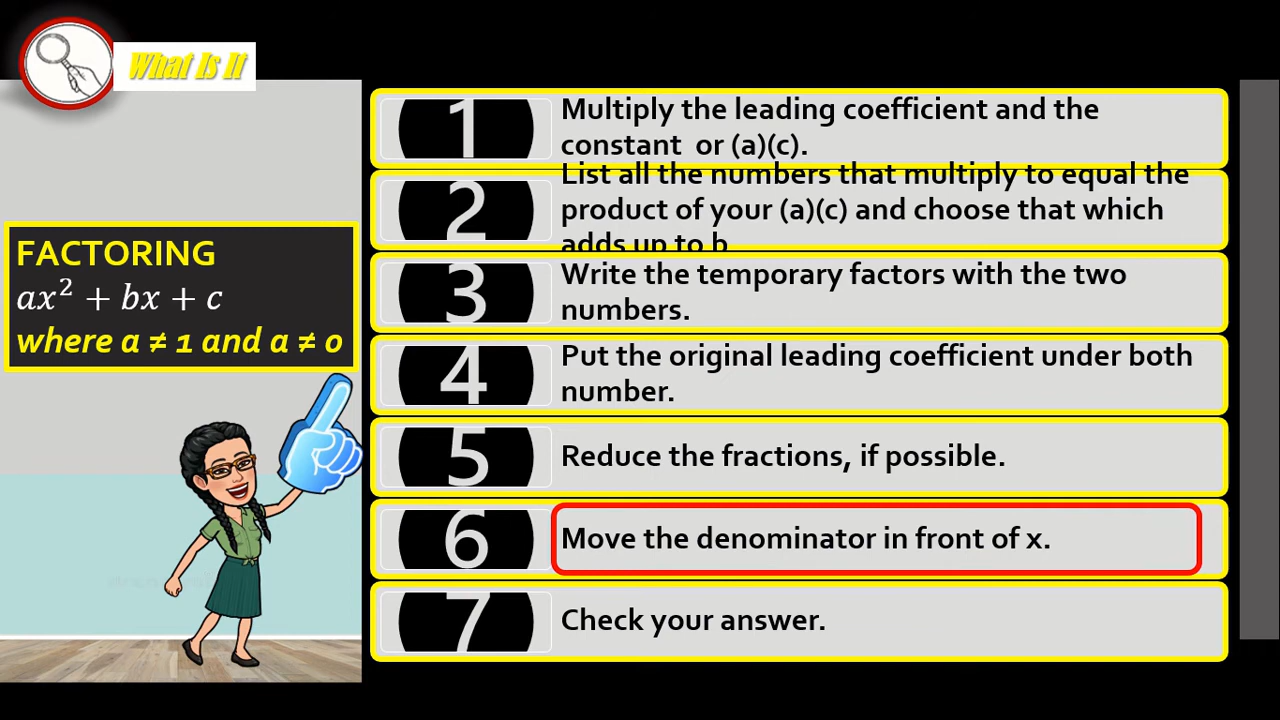 What Is It
FACTORING
ax² + bx + c
where a ≠ 1 and a ≠ 0
1
Multiply the leading coefficient and the
constant or (a)(c).
2
List all the numbers that multiply to equal the
product of your (a)(c) and choose that which
adds up to b
3
Write the temporary factors with the two
numbers.
4
Put the original leading coefficient under both
number.
5
Reduce the fractions, if possible.
6
Move the denominator in front of x.
7
Check your answer.